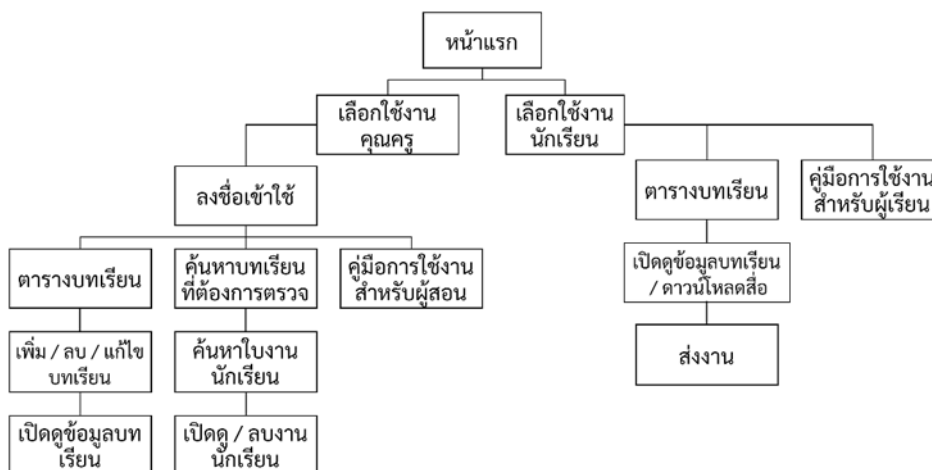 หน้าแรก
เลือกใช้งาน
คุณครู
เลือกใช้งาน
นักเรียน
ลงชื่อเข้าใช้
ตารางบทเรียน
คู่มือการใช้งาน
สำหรับผู้เรียน
ตารางบทเรียน
ค้นหาบทเรียน
ที่ต้องการตรวจ
คู่มือการใช้งาน
สำหรับผู้สอน
เปิดดูข้อมูลบทเรียน
/ ดาวน์โหลดสื่อ
เพิ่ม / ลบ / แก้ไข
บทเรียน
ค้นหาใบงาน
นักเรียน
ส่งงาน
เปิดดูข้อมูลบท
เรียน
เปิดดู / ลบงาน
นักเรียน